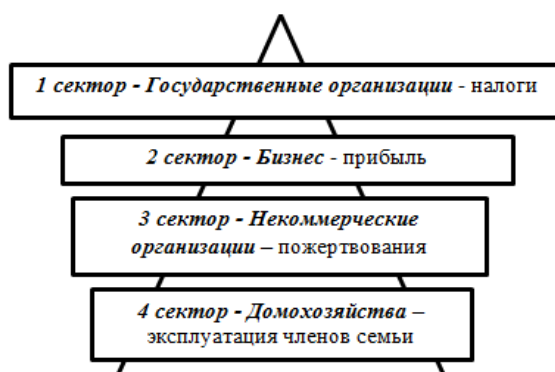 1 сектор - Государственные организации - налоги
2 сектор - Бизнес - прибыль
3 сектор - Некоммерческие
организации – пожертвования
4 сектор - Домохозяйства –
эксплуатация членов семьи